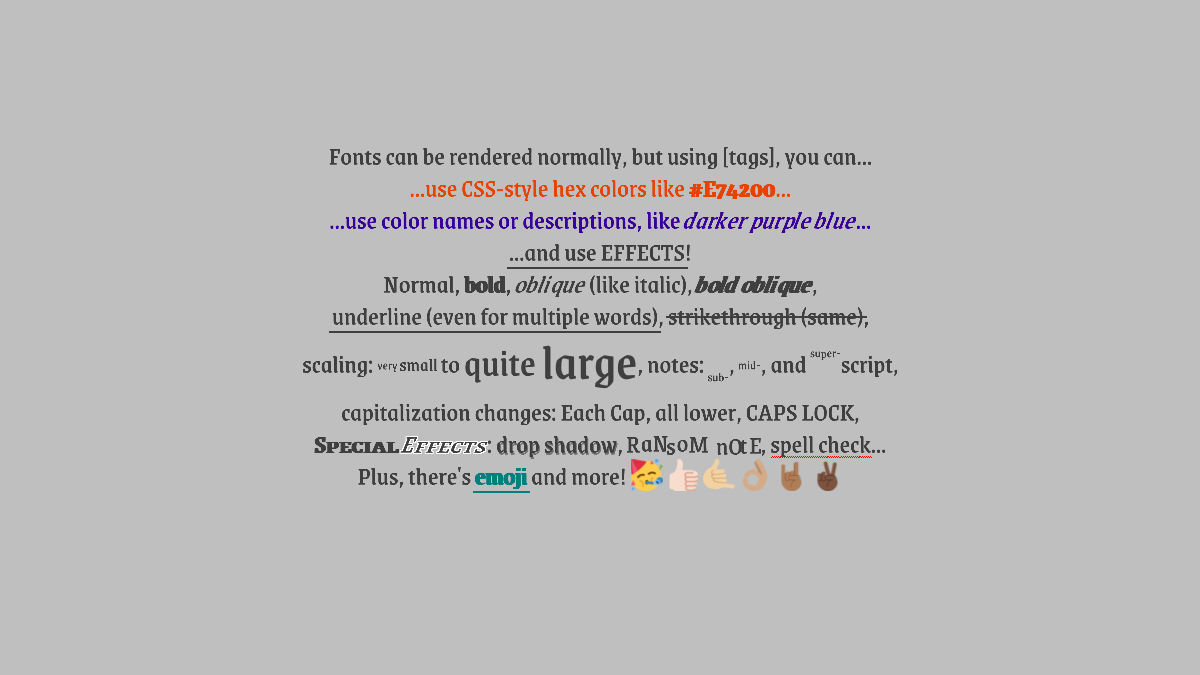 Fonts can be rendered normally, but using [tags], you can...
...use CSS-style hex colors like #E74200...
...use color names or descriptions, like darker purple blue...
...and use EFFECTS!
Normal, bold, oblique (like italic), bold oblique,
underline (even for multiple words), strikethrough (same),
scaling: very small to quite large, notes: sub-, mid-, and super-script,
capitalization changes: Each Cap, all lower, CAPS LOCK,
Special Effects: drop shadow, RaNsoM nOtE, spell check...
Plus, there's emoji and more! 🥳👍🏻🤙🏼👌🏽🤘🏾✌🏿